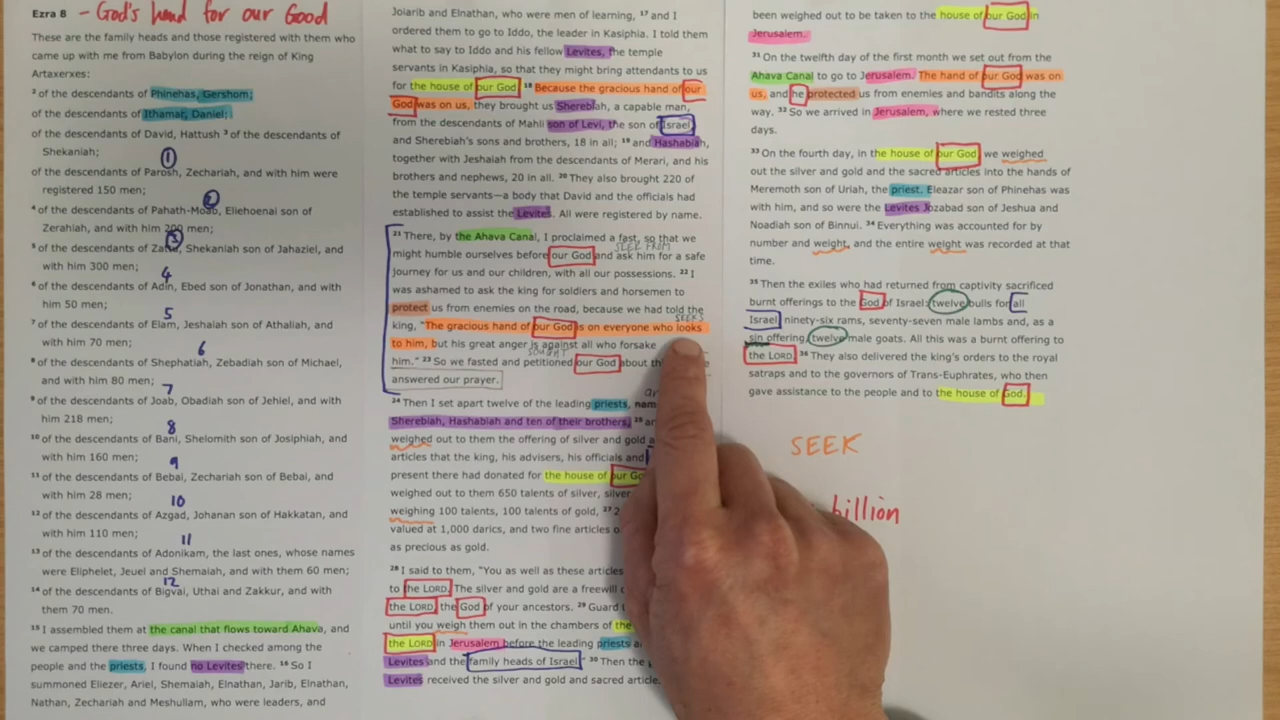 Ezra 8 - God's hand for our Good
These are the family heads and those registered with them who
came up with me from Babylon during the reign of King
Artaxerxes:
2 of the descendants of Phinehas, Gershom;
of the descendants of Ithamar, Daniel;
of the descendants of David, Hattush 3 of the descendants of
Shekaniah;
1
of the descendants of Parosh, Zechariah, and with him were
registered 150 men;
2
4 of the descendants of Pahath-Moab, Eliehoenai son of
Zerahiah, and with him 200 men;
3
5 of the descendants of Zattu, Shekaniah son of Jahaziel, and
with him 300 men;
4
6 of the descendants of Adin, Ebed son of Jonathan, and with
him 50 men;
5
7 of the descendants of Elam, Jeshaiah son of Athaliah, and
with him 70 men;
6
8 of the descendants of Shephatiah, Zebadiah son of Michael,
and with him 80 men;
7
9 of the descendants of Joab, Obadiah son of Jehiel, and with
him 218 men;
8
10 of the descendants of Bani, Shelomith son of Josiphiah, and
with him 160 men;
9
11 of the descendants of Bebai, Zechariah son of Bebai, and
with him 28 men;
10
12 of the descendants of Azgad, Johanan son of Hakkatan, and
with him 110 men;
11
13 of the descendants of Adonikam, the last ones, whose names
were Eliphelet, Jeuel and Shemaiah, and with them 60 men;
12
14 of the descendants of Bigvai, Uthai and Zakkur, and with
them 70 men.
15 I assembled them at the canal that flows toward Ahava, and
we camped there three days. When I checked among the
people and the priests, I found no Levites there. 16 So I
summoned Eliezer, Ariel, Shemaiah, Elnathan, Jarib, Elnathan,
Nathan, Zechariah and Meshullam, who were leaders, and
Joiarib and Elnathan, who were men of learning, 17 and I
ordered them to go to Iddo, the leader in Kasiphia. I told them
what to say to Iddo and his fellow Levites, the temple
servants in Kasiphia, so that they might bring attendants to us
for the house of our God. 18 Because the gracious hand of our
God was on us, they brought us Sherebiah, a capable man,
from the descendants of Mahli son of Levi, the son of Israel,
and Sherebiah's sons and brothers, 18 in all; 19 and Hashabiah,
together with Jeshaiah from the descendants of Merari, and his
brothers and nephews, 20 in all. 20 They also brought 220 of
the temple servants—a body that David and the officials had
established to assist the Levites. All were registered by name.
21 There, by the Ahava Canal, I proclaimed a fast, so that we
SEEK FROM
might humble ourselves before our God and ask him for a safe
journey for us and our children, with all our possessions. 22 I
was ashamed to ask the king for soldiers and horsemen to
protect us from enemies on the road, because we had told the
SEEKS
king, "The gracious hand of our God is on everyone who looks
to him, but his great anger is against all who forsake
SOUGHT
him." 23 So we fasted and petitioned our God about
answered our prayer.
24 Then I set apart twelve of the leading priests, nam
Sherebiah, Hashabiah and ten of their brothers, 25
weighed out to them the offering of silver and gold
articles that the king, his advisers, his officials and
present there had donated for the house of our
weighed out to them 650 talents of silver, silver
weighing 100 talents, 100 talents of gold, 27
valued at 1,000 darics, and two fine articles
as precious as gold.
28 I said to them, "You as well as these articles
to the LORD. The silver and gold are a freewill
the LORD, the God of your ancestors. 29 Guard
until you weigh them out in the chambers of the
the LORD in Jerusalem before the leading priests
Levites and the family heads of Israel." 30 Then the
Levites received the silver and gold and sacred article
been weighed out to be taken to the house of our God in
Jerusalem.
31 On the twelfth day of the first month we set out from the
Ahava Canal to go to Jerusalem. The hand of our God was on
us, and he protected us from enemies and bandits along the
way. 32 So we arrived in Jerusalem, where we rested three
days.
33 On the fourth day, in the house of our God, we weighed
out the silver and gold and the sacred articles into the hands of
Meremoth son of Uriah, the priest. Eleazar son of Phinehas was
with him, and so were the Levites Jozabad son of Jeshua and
Noadiah son of Binnui. 34 Everything was accounted for by
number and weight, and the entire weight was recorded at that
time.
35 Then the exiles who had returned from captivity sacrificed
burnt offerings to the God of Israel: twelve bulls for all
Israel, ninety-six rams, seventy-seven male lambs and, as a
sin offering, twelve male goats. All this was a burnt offering to
the LORD. 36 They also delivered the king's orders to the royal
satraps and to the governors of Trans-Euphrates, who then
gave assistance to the people and to the house of God.
SEEK
billion